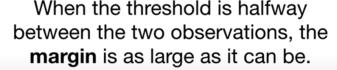 When the threshold is halfway
between the two observations, the
margin is as large as it can be.